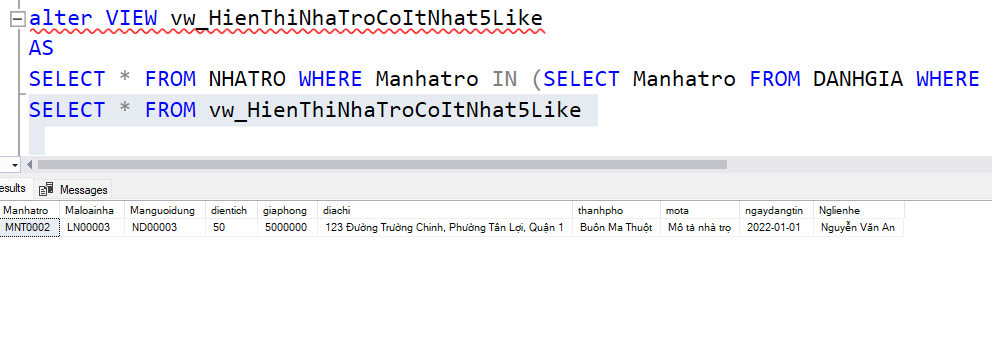 alter VIEW vw_HienThiNhaTroCoItNhat5Like
AS
SELECT * FROM NHATRO WHERE Manhatro IN (SELECT Manhatro FROM DANHGIA WHERE
SELECT * FROM vw_HienThiNhaTroCoItNhat5Like
esults Messages
Manhatro Maloainha Manguoidung dientich giaphong diachi thanhpho mota ngaydangtin Nglienhe
MNT0002 LN00003 ND00003 50 5000000 123 Đường Trường Chinh, Phường Tân Lợi, Quận 1 Buôn Ma Thuột Mô tả nhà trọ 2022-01-01 Nguyễn Văn An